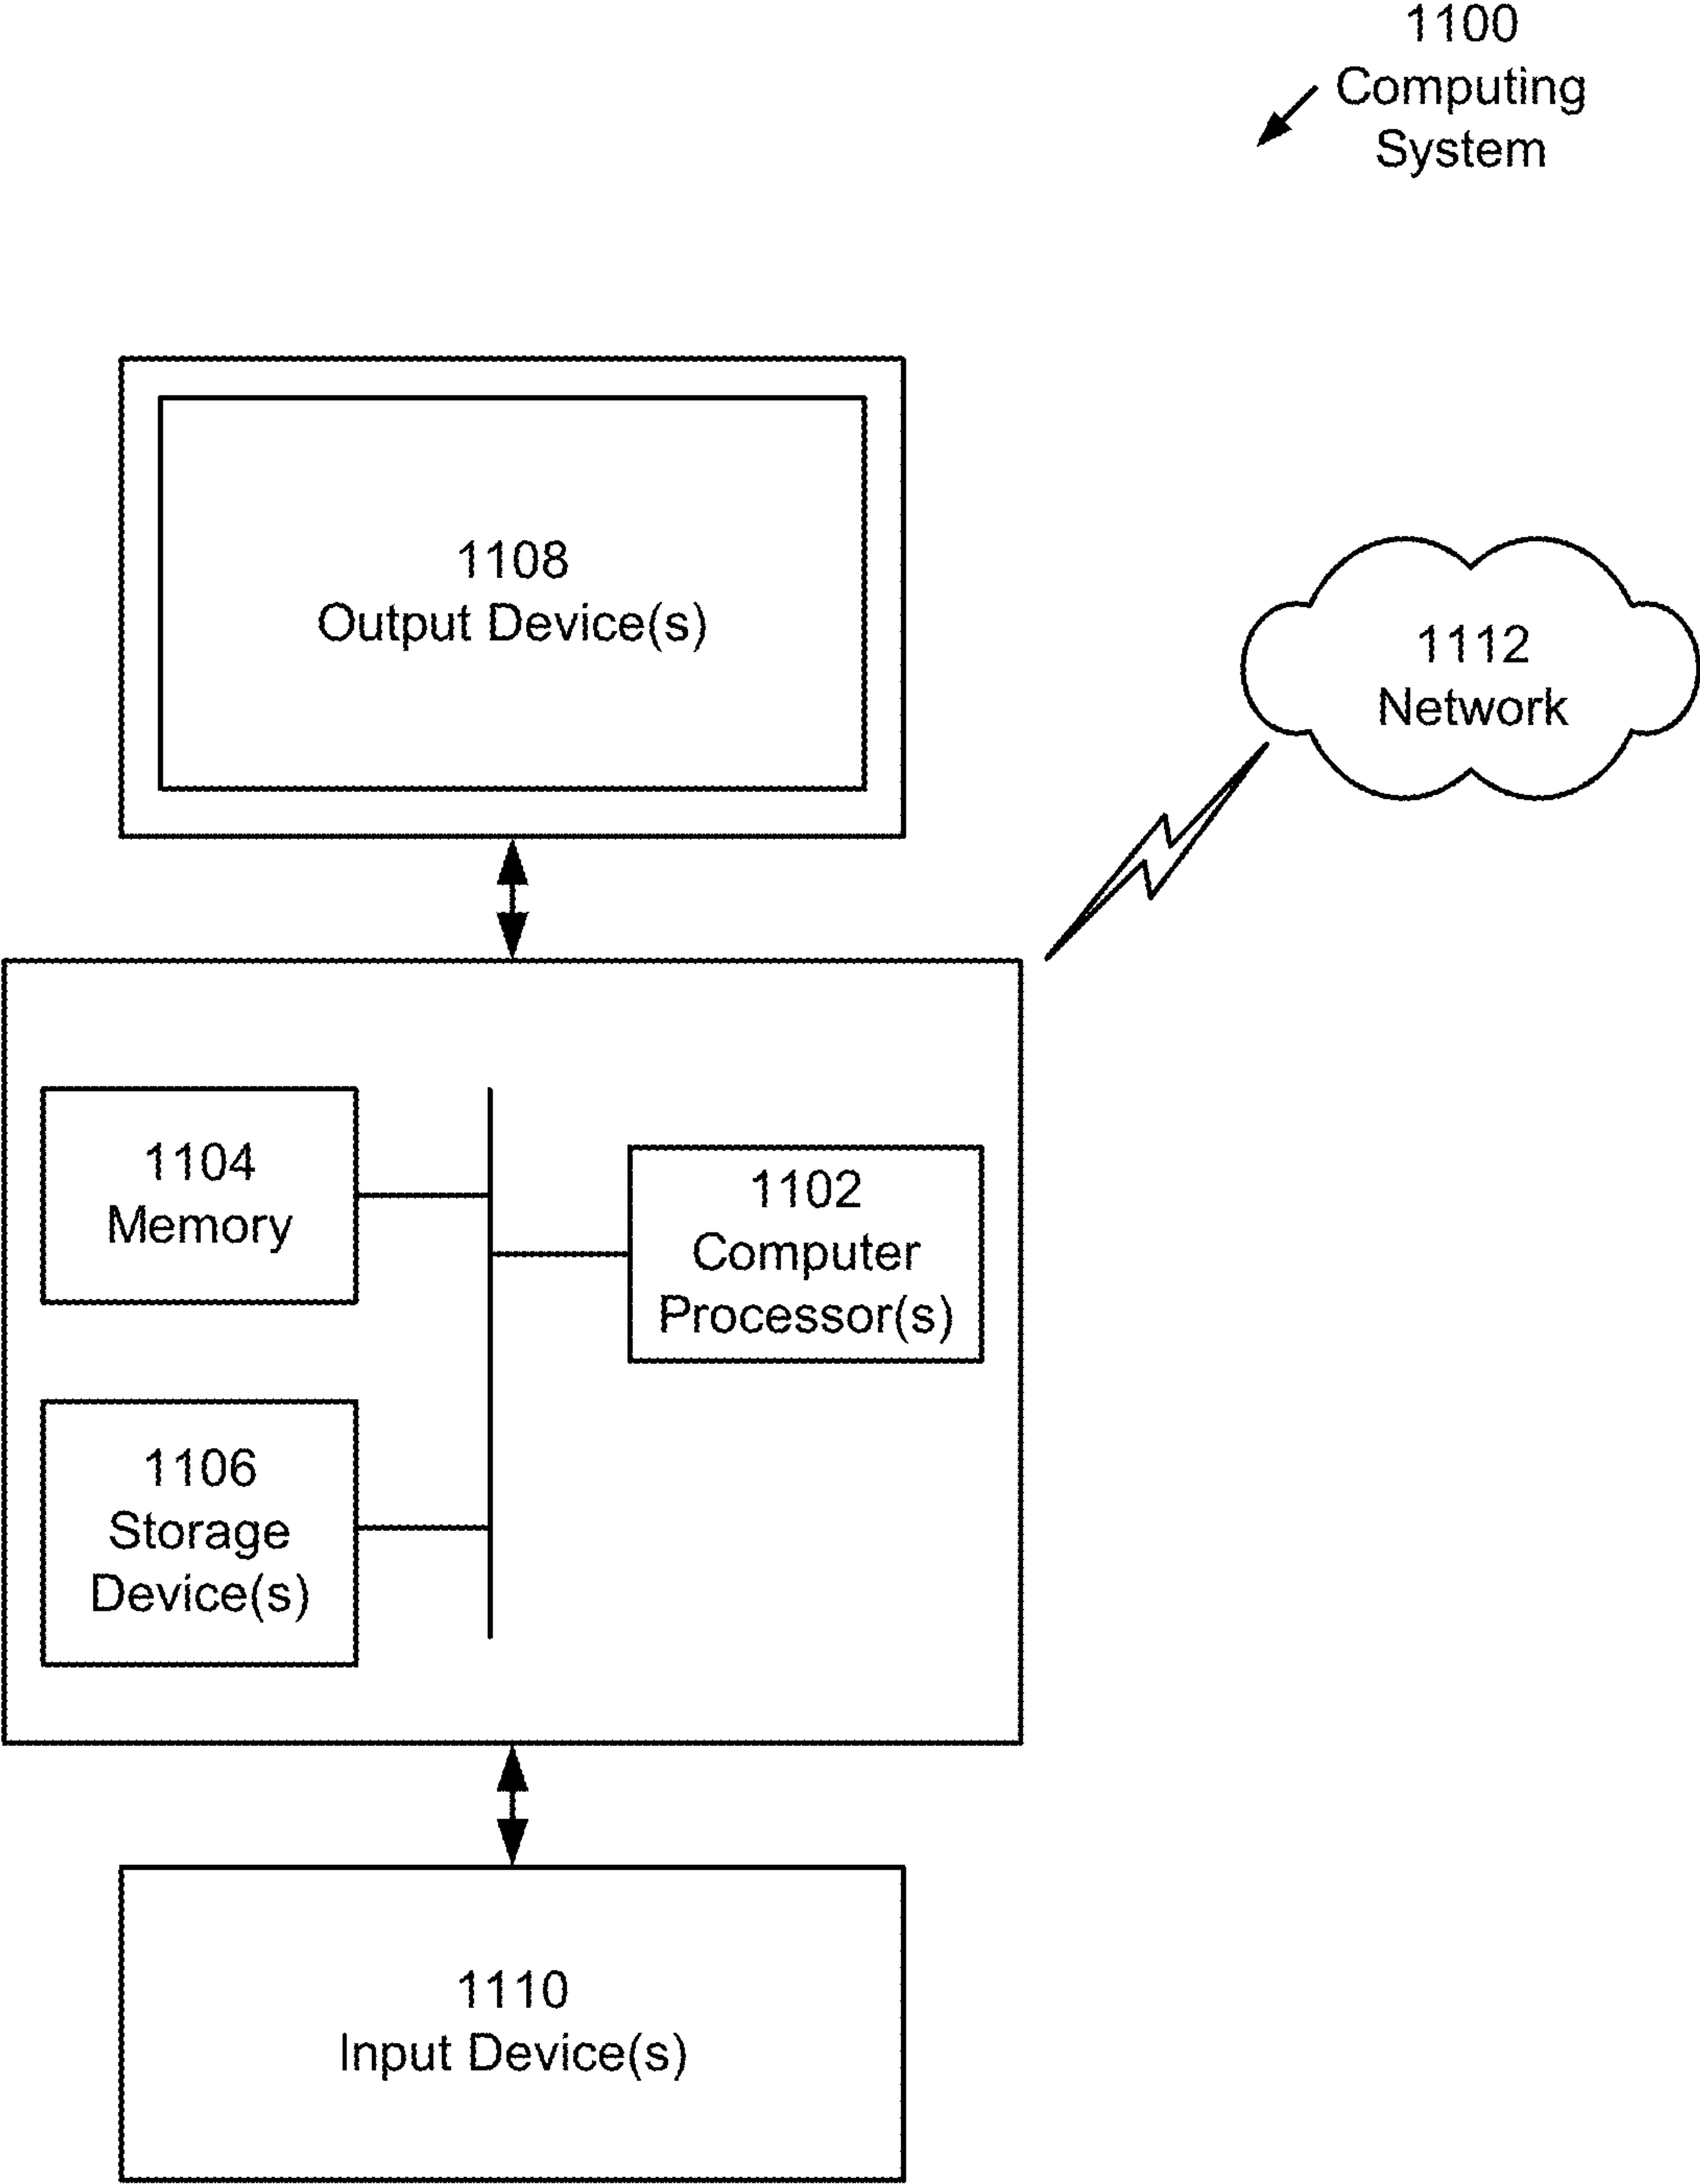 1100
Computing
System
1108
Output Device(s)
1112
Network
1104
Memory
1102
Computer
Processor(s)
1106
Storage
Device(s)
1110
Input Device(s)